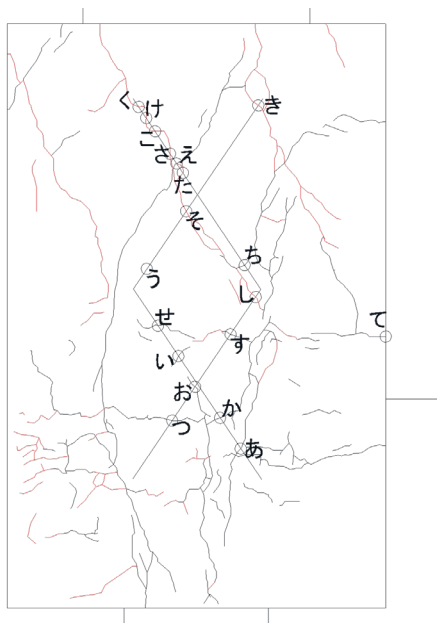 く
け
き
こ
さ
え
た
そ
ち
う
し
せ
て
す
い
お
か
つ
あ